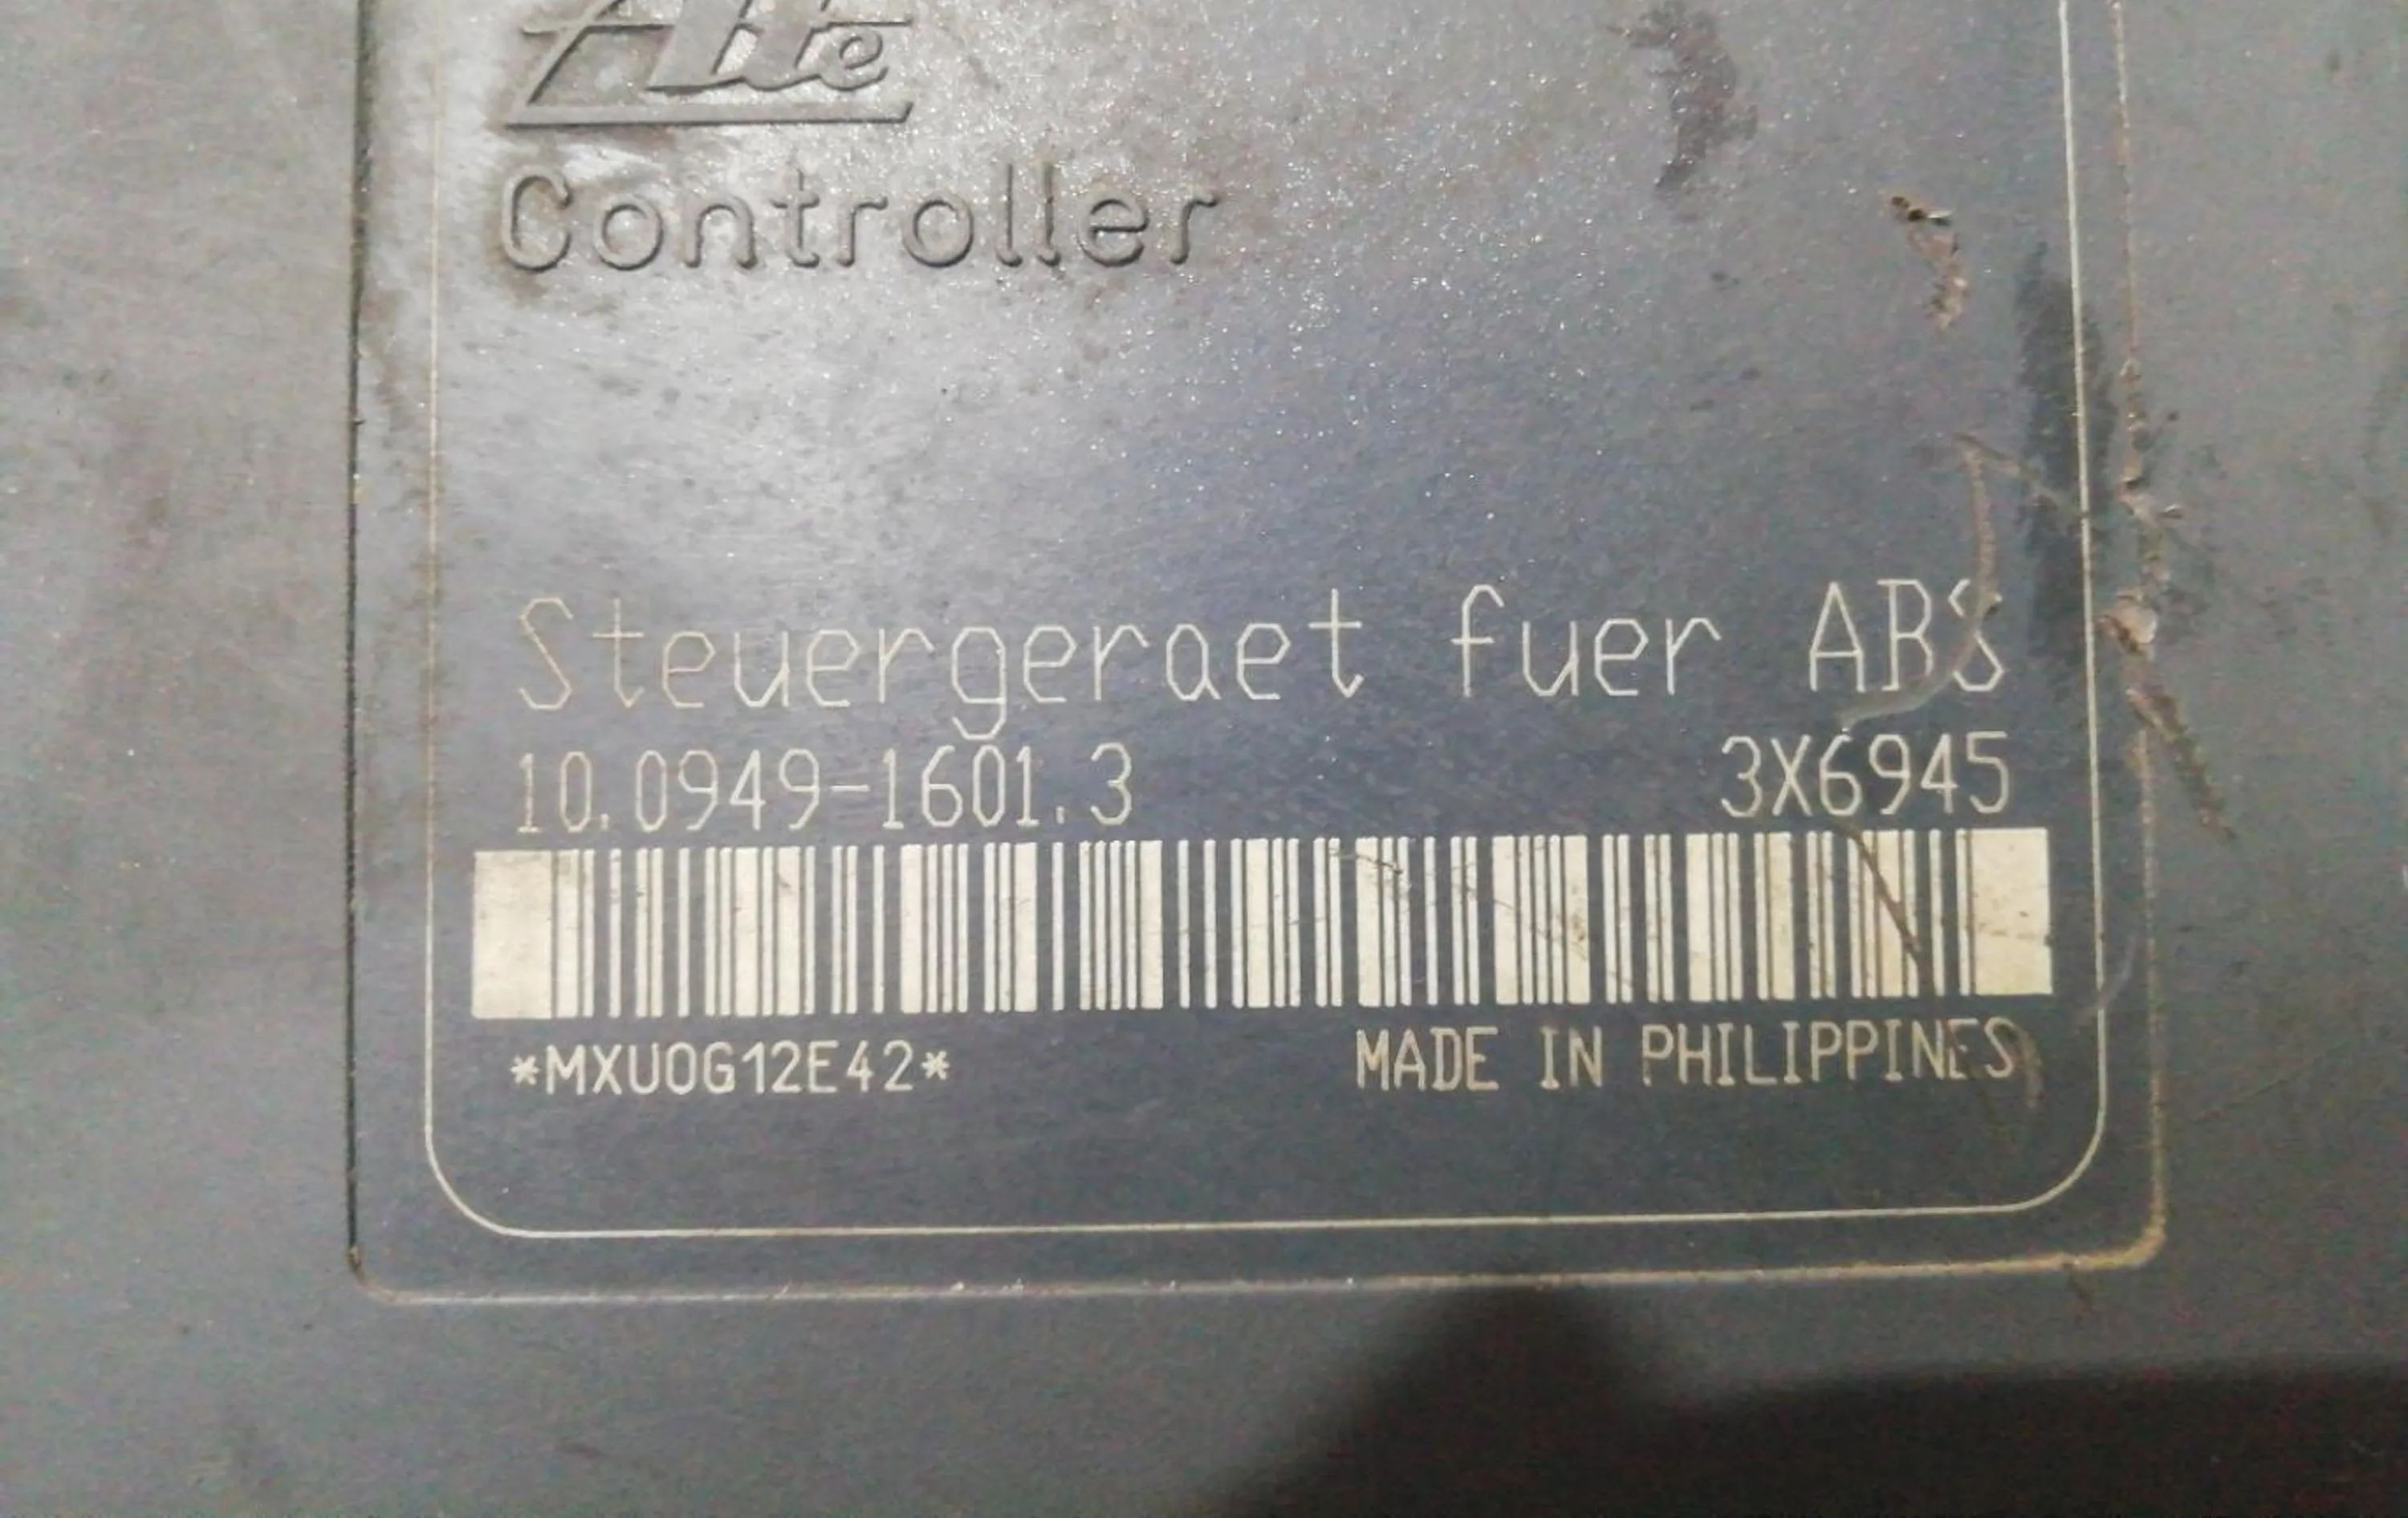 Ate
Controller
Steuergeraet fuer ABS
10.0949-1601.3 3X6945
*MXU0G12E42* MADE IN PHILIPPINES